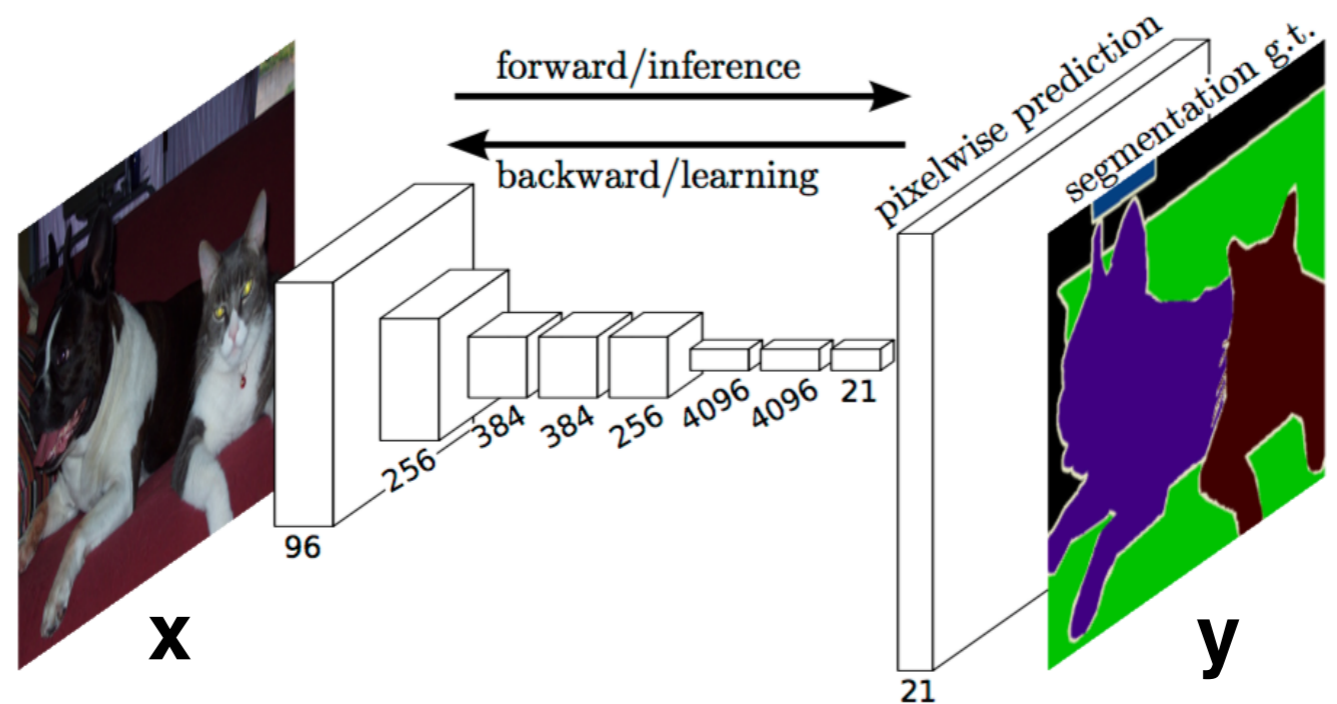 forward/inference
backward/learning
pixelwise prediction
segmentation g.t.
96
256
384
384
256
4096
4096
21
21
x
y